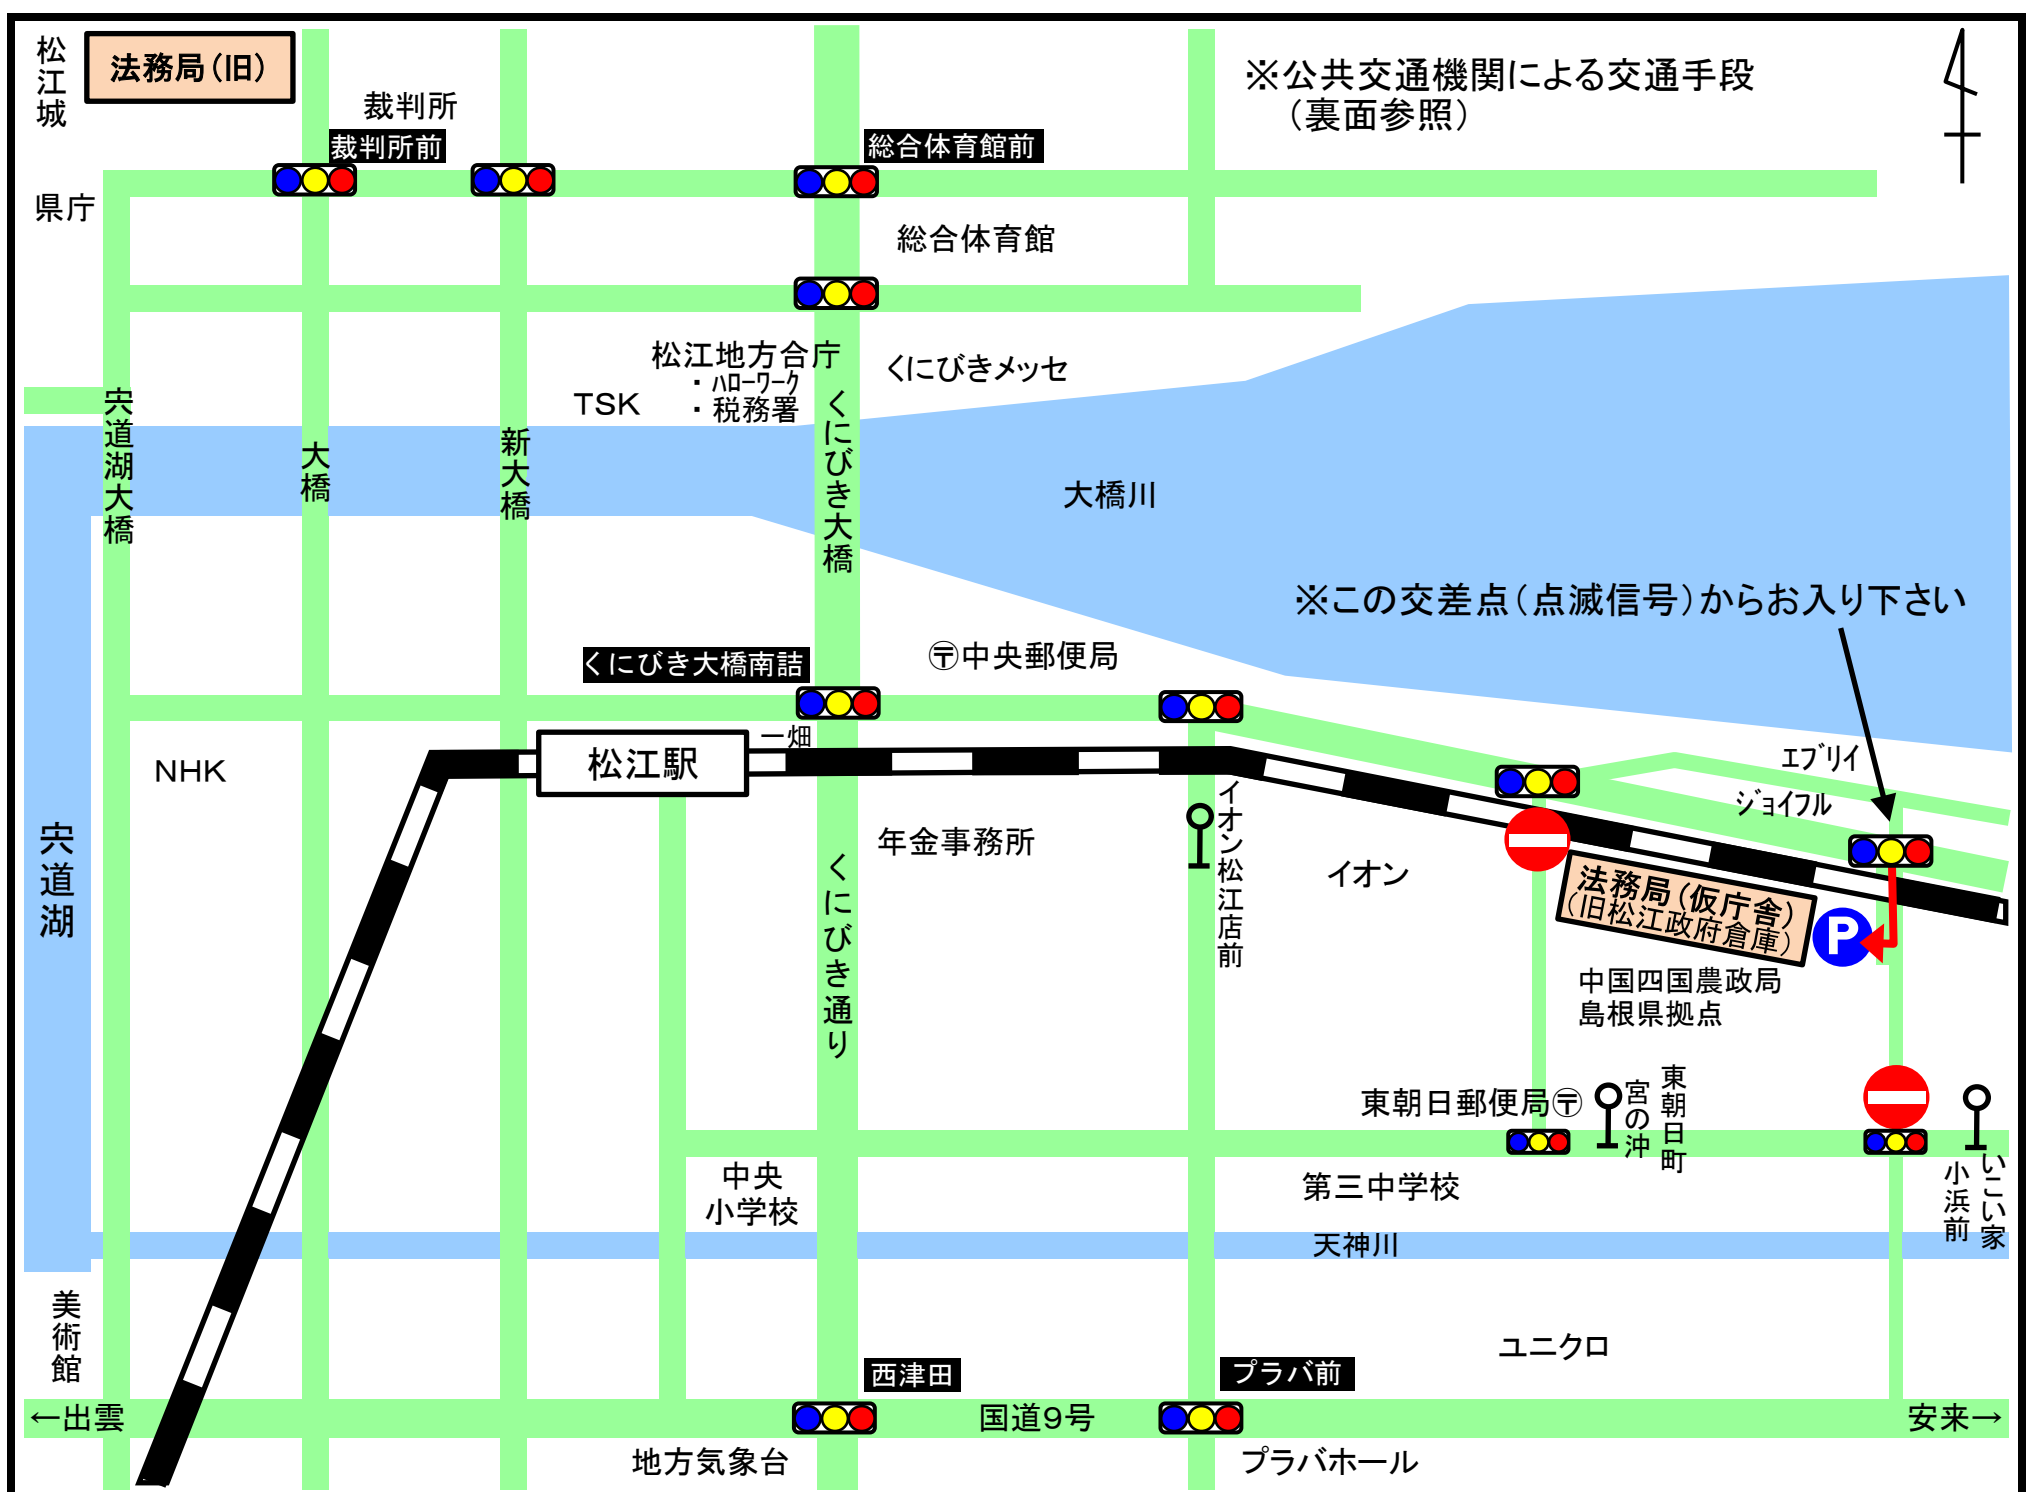 松江城
法務局（旧）
裁判所
裁判所前
総合体育館前
※公共交通機関による交通手段
（裏面参照）
県庁
総合体育館
松江地方合庁
・ﾊﾛｰﾜｰｸ
・税務署
TSK
くにびきメッセ
宍道湖大橋
大橋
新大橋
くにびき大橋
大橋川
※この交差点（点滅信号）からお入り下さい
くにびき大橋南詰
〒中央郵便局
一畑
松江駅
NHK
エブリイ
ジョイフル
宍道湖
年金事務所
くにびき通り
イオン松江店前
イオン
法務局（仮庁舎）
（旧松江政府倉庫）
P
中国四国農政局
島根県拠点
東朝日郵便局〒
東朝日町
宮の沖
中央
小学校
第三中学校
いこい家
小浜前
天神川
美術館
ユニクロ
西津田
プラバ前
←出雲
国道９号
安来→
地方気象台
プラバホール